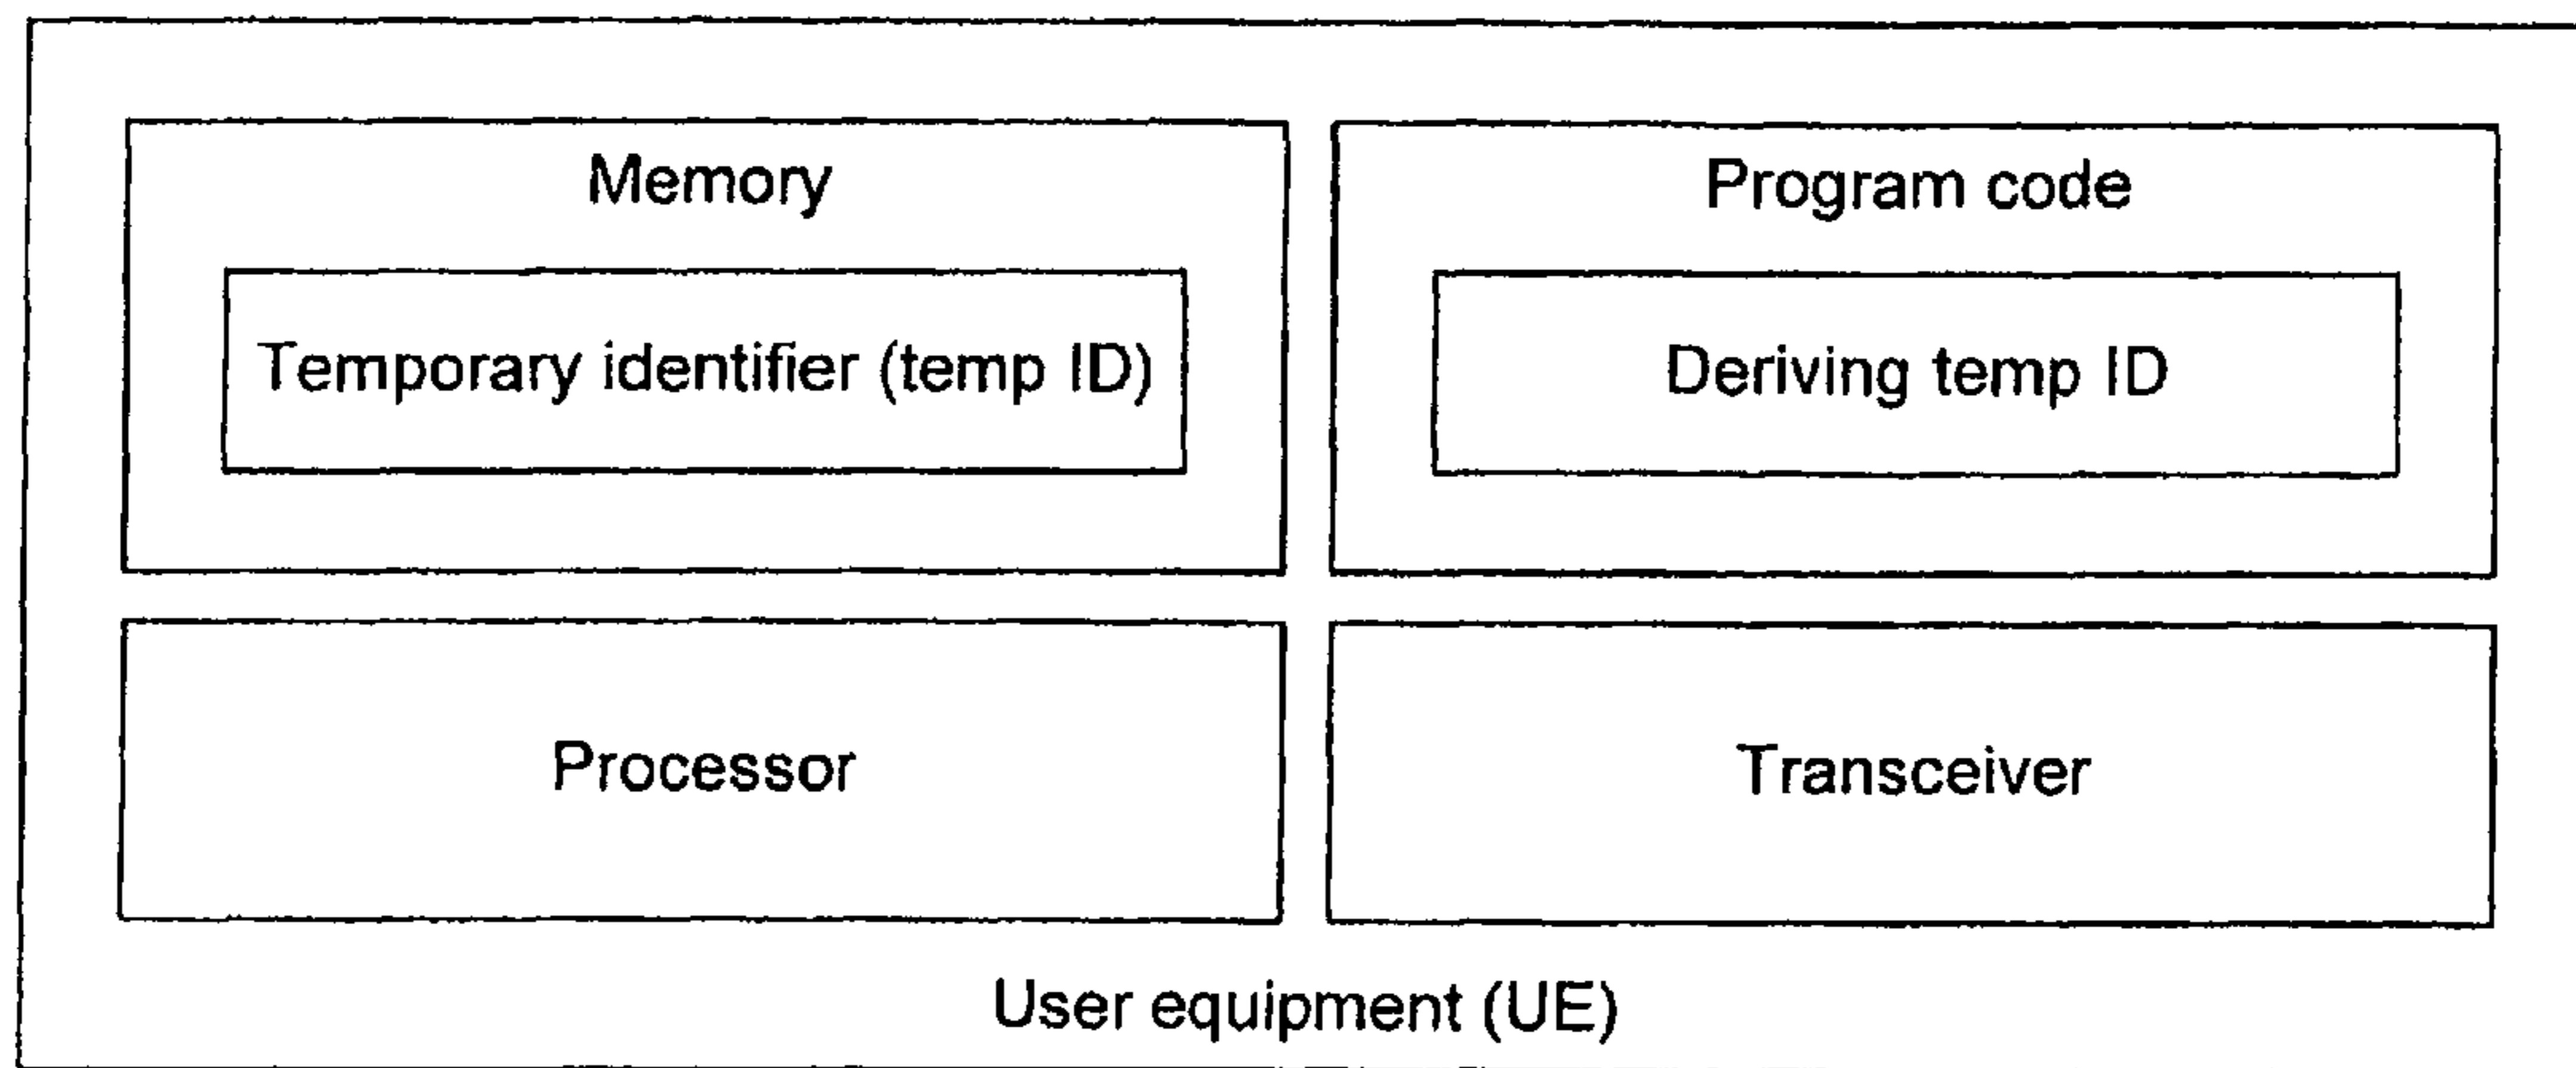 Memory
Program code
Temporary identifier (temp ID)
Deriving temp ID
Processor
Transceiver
User equipment (UE)